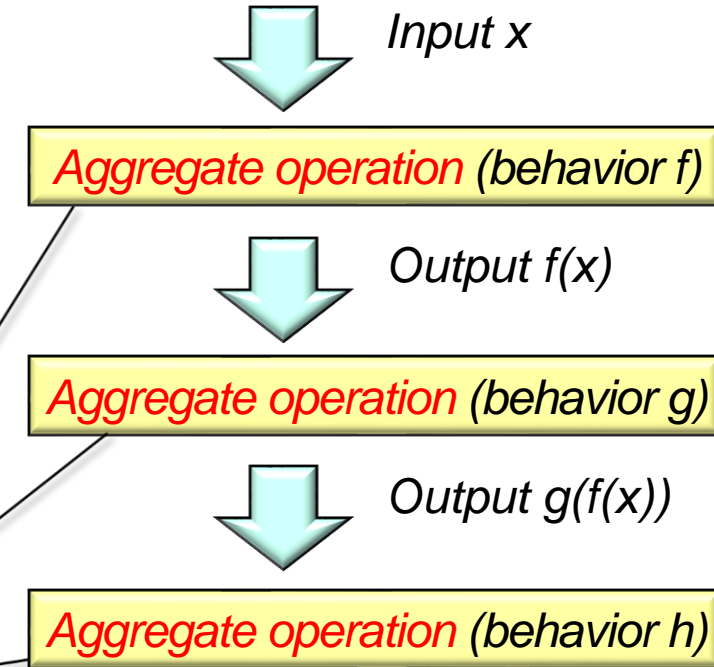 Input x
Aggregate operation (behavior f)
Output f(x)
Aggregate operation (behavior g)
Output g(f(x))
Aggregate operation (behavior h)